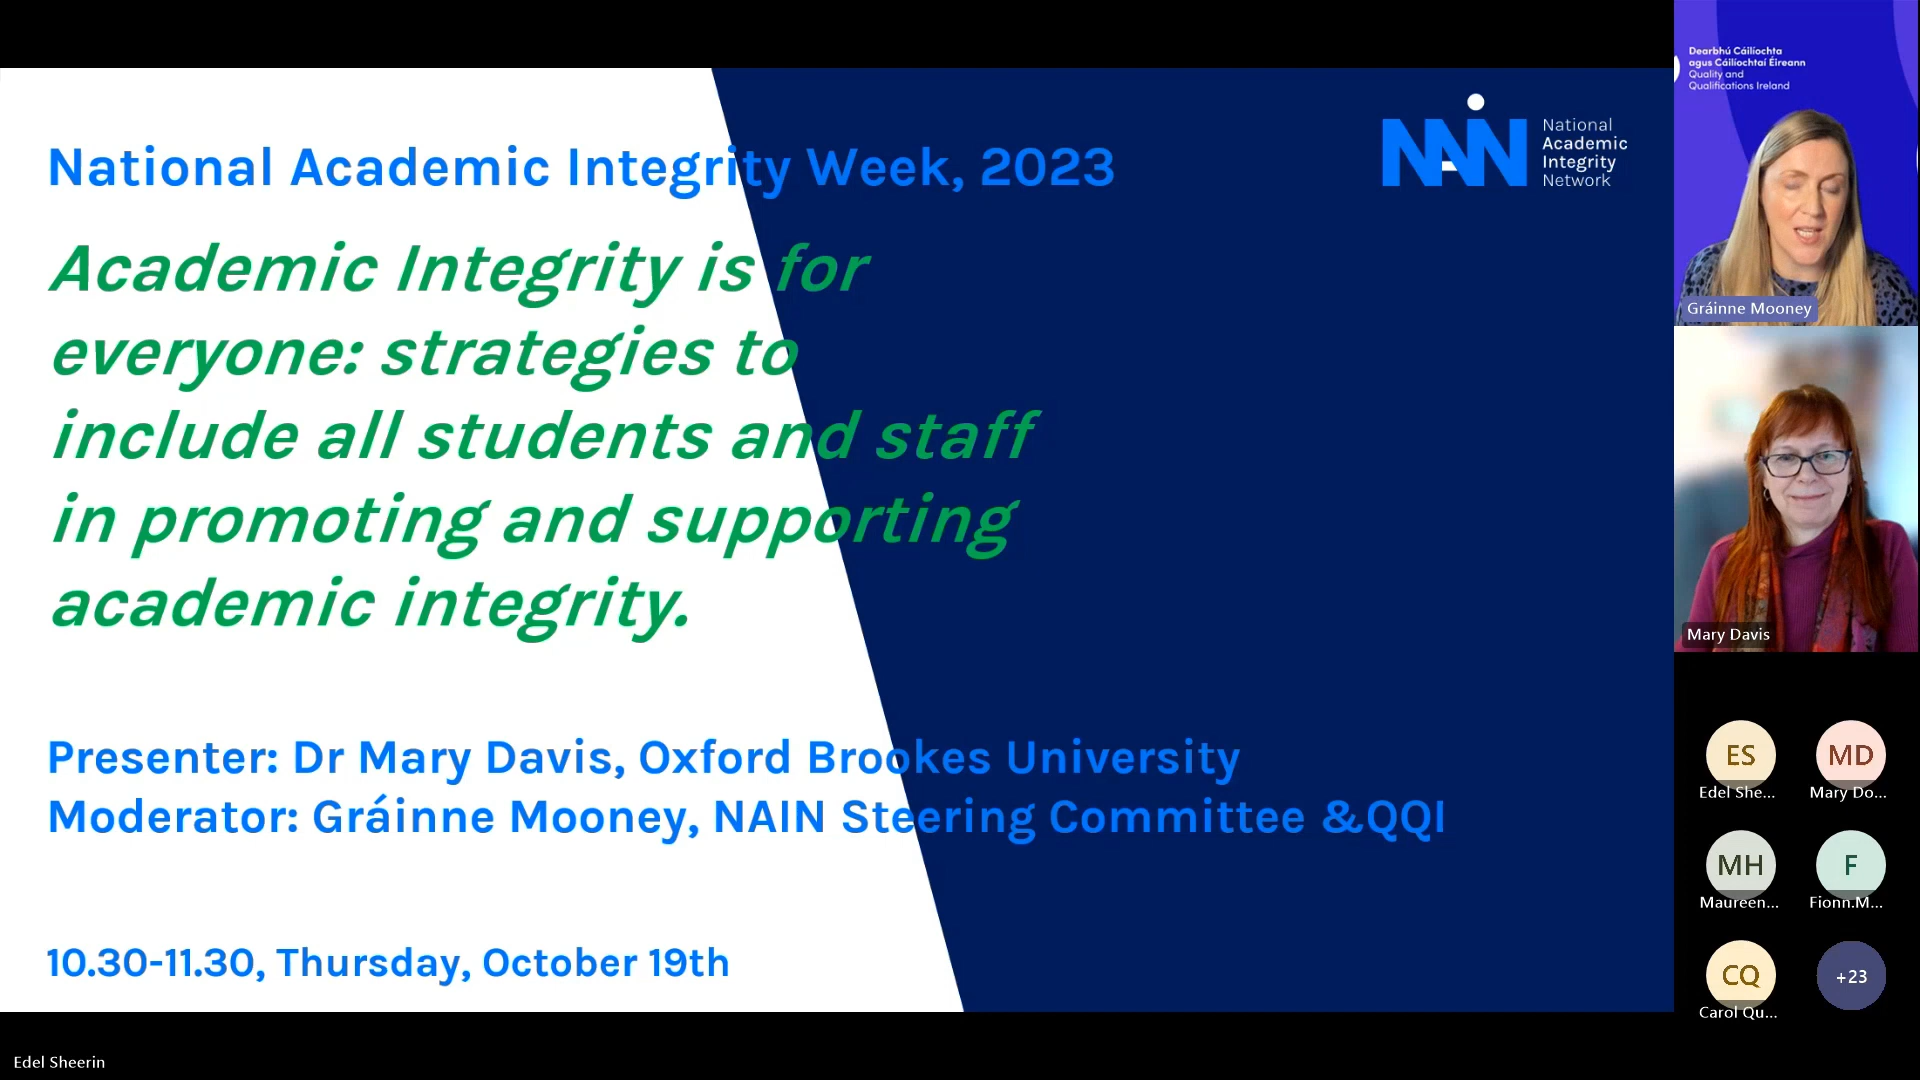 National Academic Integrity Week, 2023
Academic Integrity is for
everyone: strategies to
include all students and staff
in promoting and supporting
academic integrity.
Presenter: Dr Mary Davis, Oxford Brookes University
Moderator: Gráinne Mooney, NAIN Steering Committee &QQI
10.30-11.30, Thursday, October 19th
NAIN
National
Academic
Integrity
Network
Dearbhú Cáilíochta
agus Cáilíochtaí Éireann
Quality and
Qualifications Ireland
Gráinne Mooney
Mary Davis
ES
Edel She...
MD
Mary Do...
MH
Maureen...
F
Fionn.M...
CQ
Carol Qu...
+23
Edel Sheerin